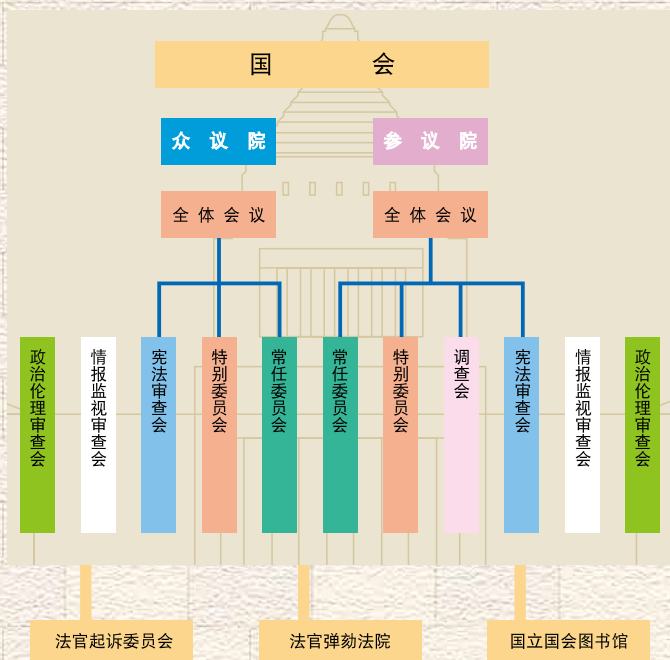 国 会
众 议 院
参 议 院
全 体 会 议
全 体 会 议
政治伦理审查会
情报监视审查会
宪法审查会
特别委员会
常任委员会
常任委员会
特别委员会
调查会
宪法审查会
情报监视审查会
政治伦理审查会
法官起诉委员会
法官弹劾法院
国立国会图书馆